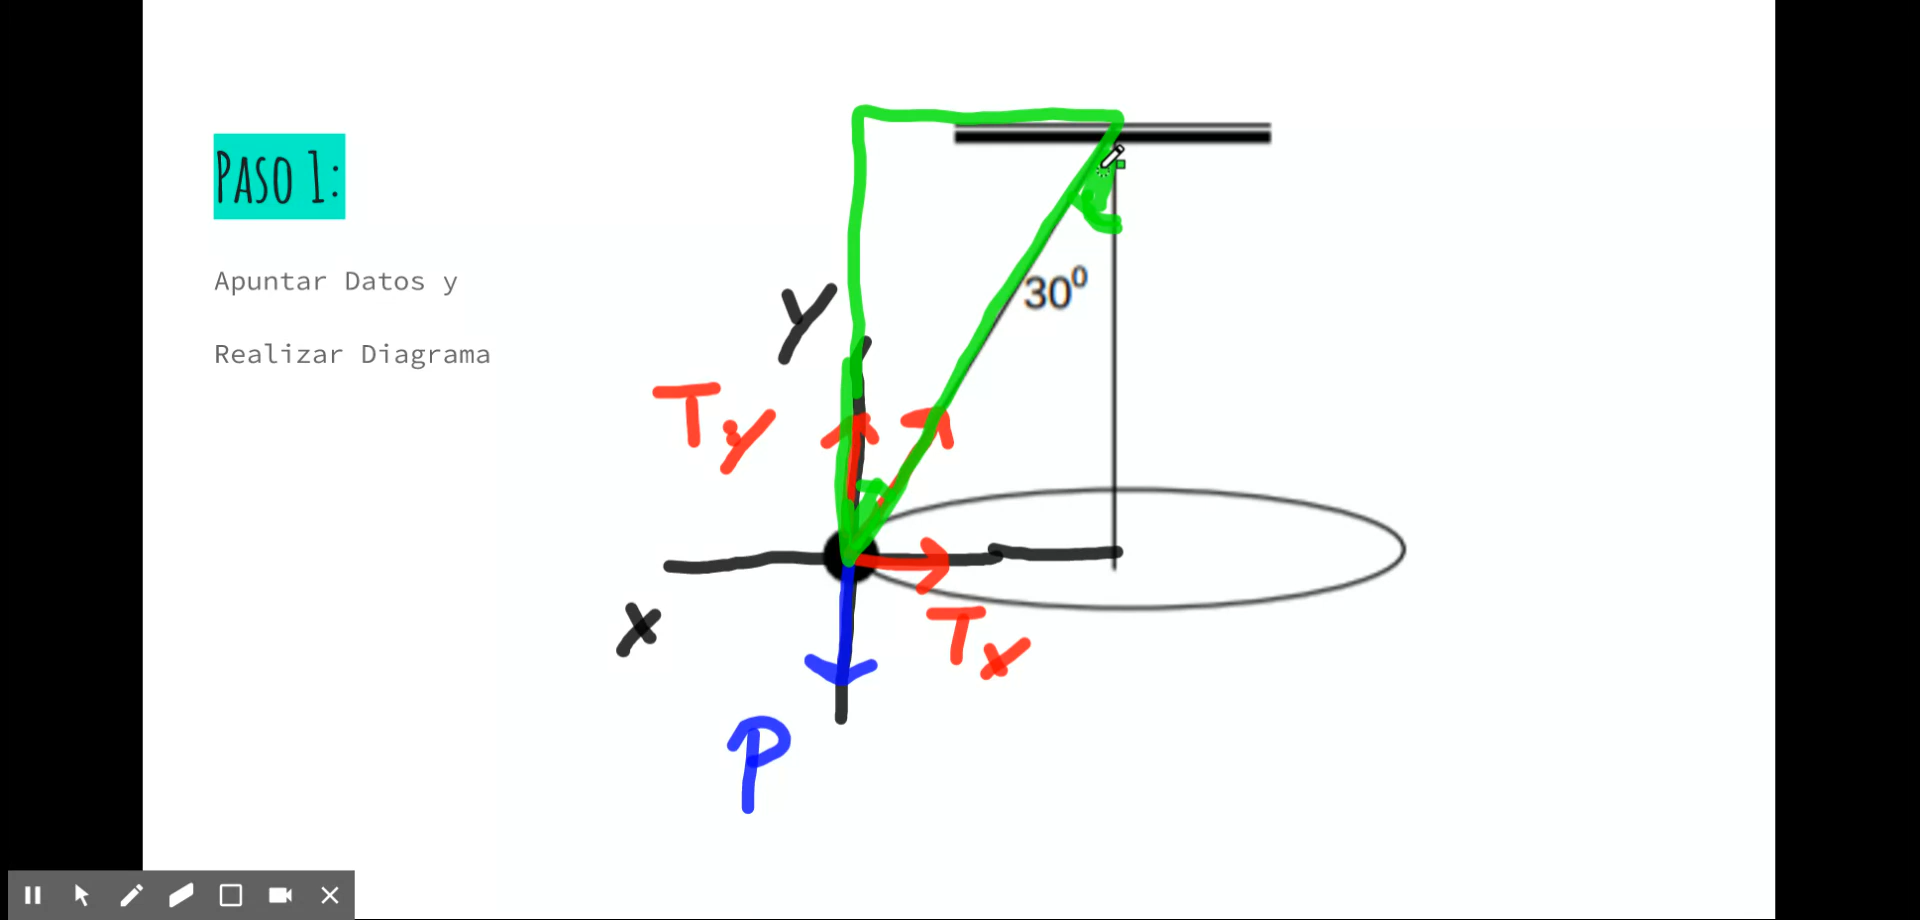 Paso 1:
Apuntar Datos y
Realizar Diagrama
30⁰
y
Ty
x
Tx
P